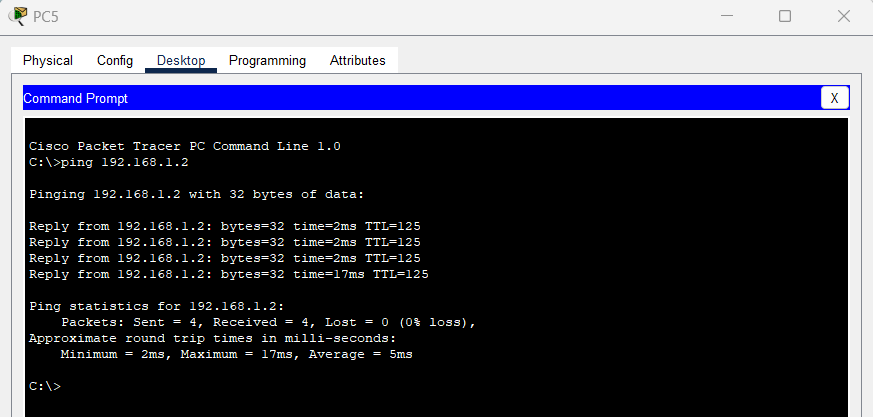 PC5
Physical Config Desktop Programming Attributes
Command Prompt X
Cisco Packet Tracer PC Command Line 1.0
C:\>ping 192.168.1.2
Pinging 192.168.1.2 with 32 bytes of data:
Reply from 192.168.1.2: bytes=32 time=2ms TTL=125
Reply from 192.168.1.2: bytes=32 time=2ms TTL=125
Reply from 192.168.1.2: bytes=32 time=2ms TTL=125
Reply from 192.168.1.2: bytes=32 time=17ms TTL=125
Ping statistics for 192.168.1.2:
    Packets: Sent = 4, Received = 4, Lost = 0 (0% loss),
Approximate round trip times in milli-seconds:
    Minimum = 2ms, Maximum = 17ms, Average = 5ms
C:\>